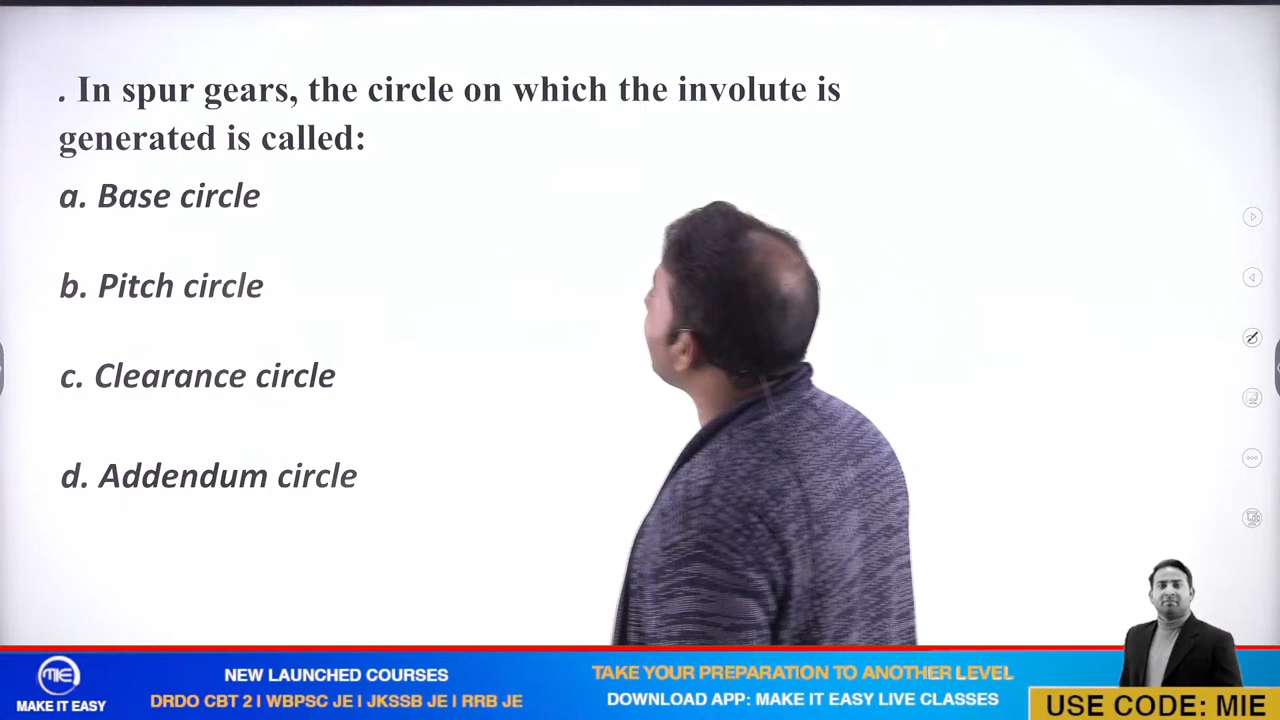 . In spur gears, the circle on which the involute is
generated is called:
a. Base circle
b. Pitch circle
c. Clearance circle
d. Addendum circle
MIE
MAKE IT EASY
NEW LAUNCHED COURSES
DRDO CBT 2 I WBPSC JE I JKSSB JE I RRB JE
TAKE YOUR PREPARATION TO ANOTHER LEVEL
DOWNLOAD APP: MAKE IT EASY LIVE CLASSES
USE CODE: MIE